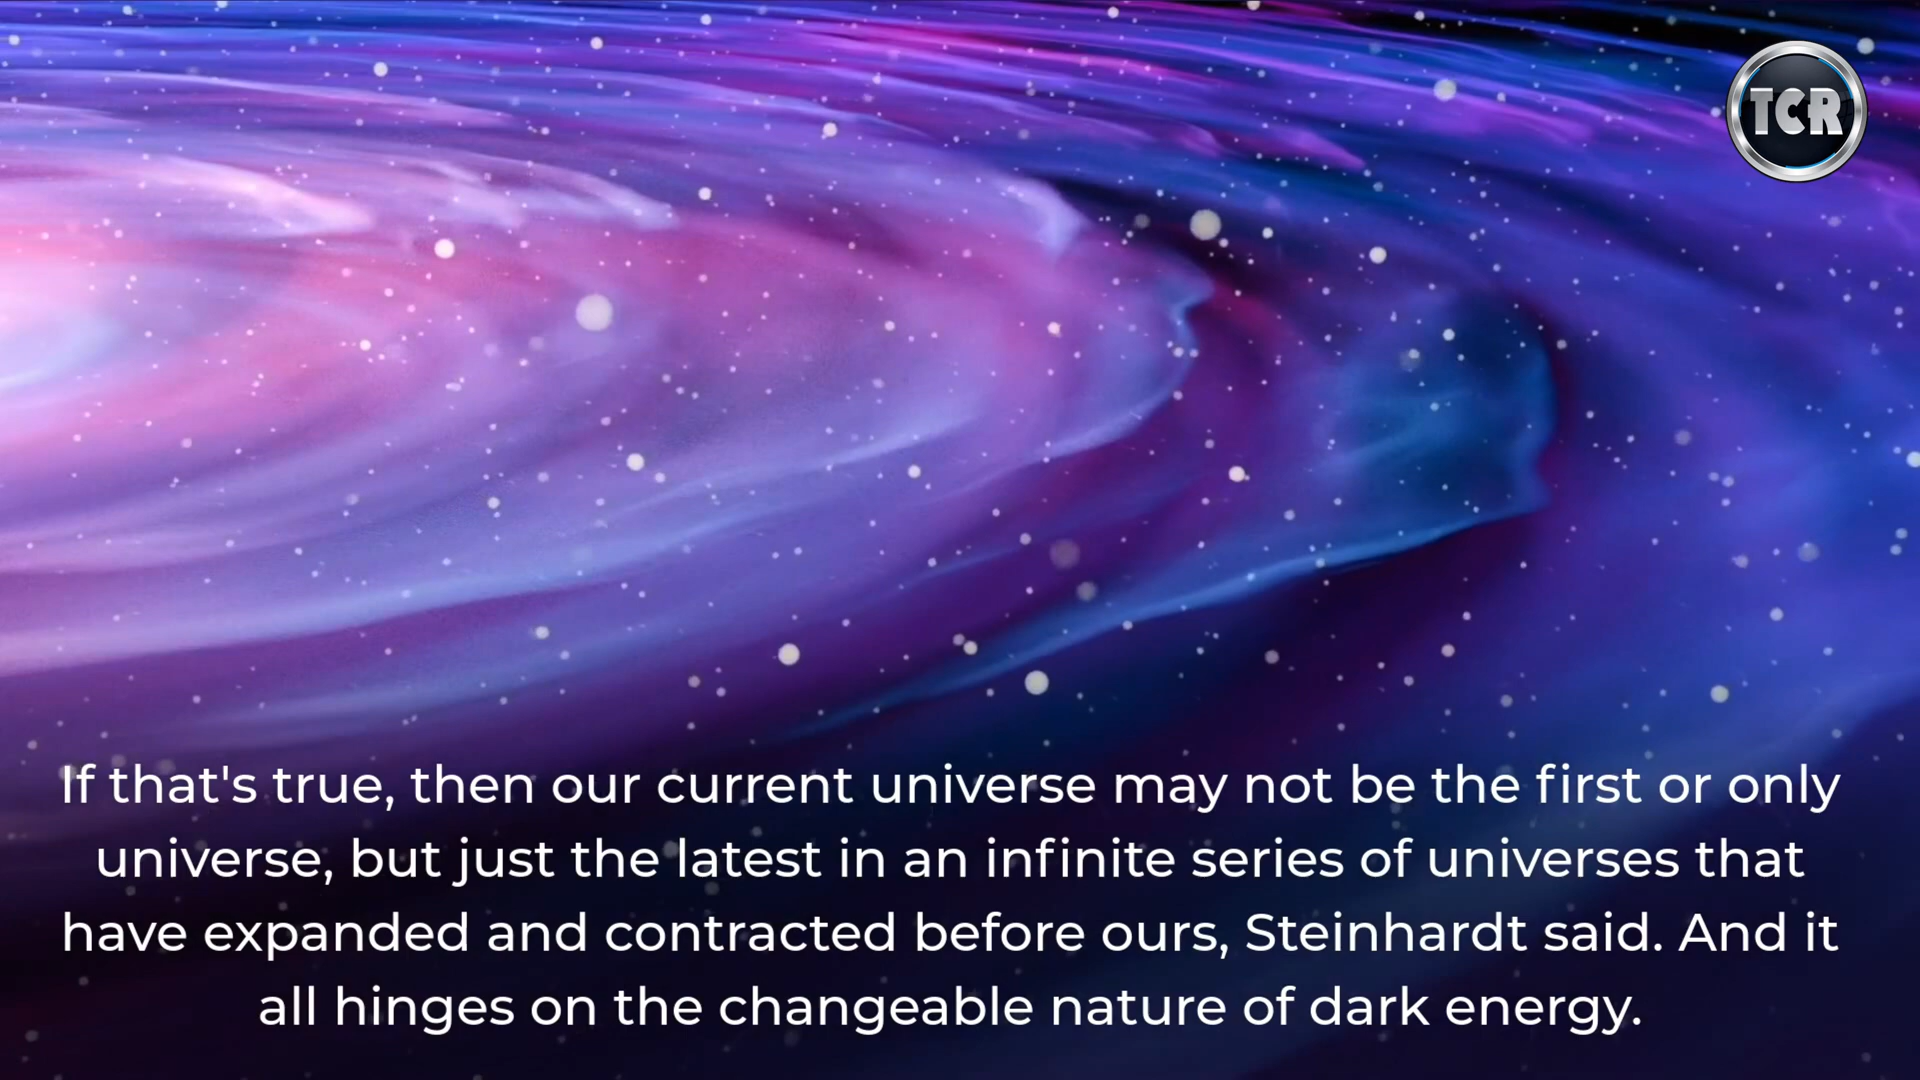 TCR
If that's true, then our current universe may not be the first or only
universe, but just the latest in an infinite series of universes that
have expanded and contracted before ours, Steinhardt said. And it
all hinges on the changeable nature of dark energy.